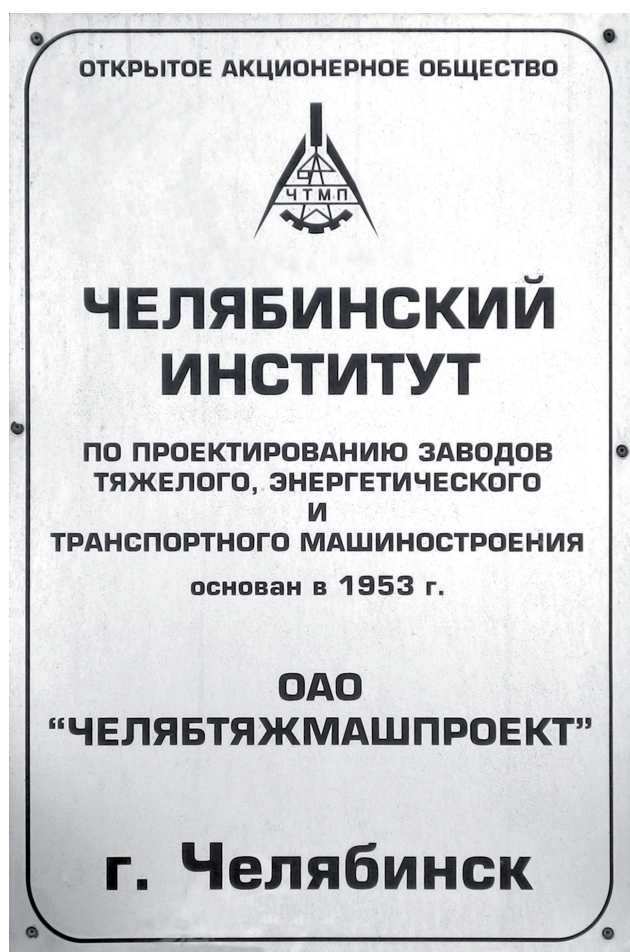 ОТКРЫТОЕ АКЦИОНЕРНОЕ ОБЩЕСТВО
ЧТМП
ЧЕЛЯБИНСКИЙ
ИНСТИТУТ
ПО ПРОЕКТИРОВАНИЮ ЗАВОДОВ
ТЯЖЕЛОГО, ЭНЕРГЕТИЧЕСКОГО
И
ТРАНСПОРТНОГО МАШИНОСТРОЕНИЯ
основан в 1953 г.
ОАО
“ЧЕЛЯБТЯЖМАШПРОЕКТ”
г. Челябинск